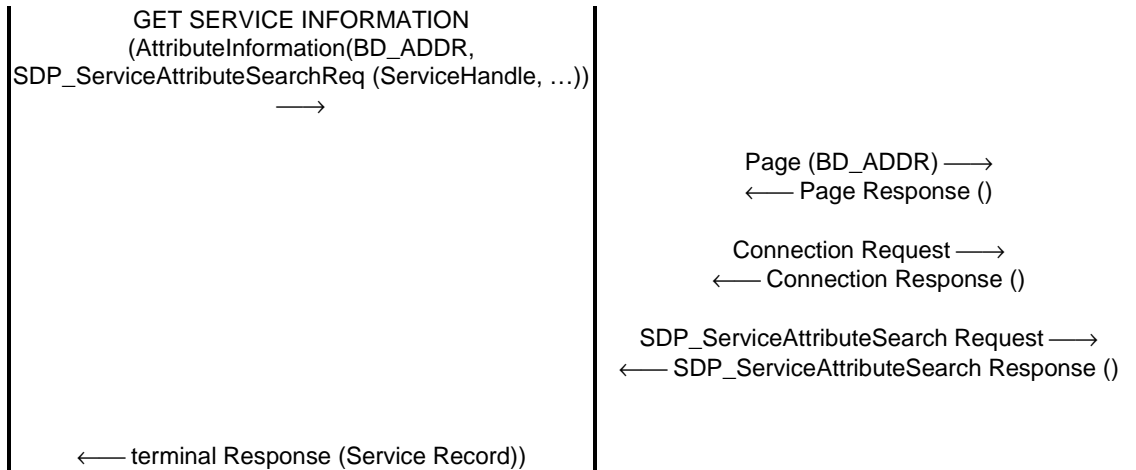 GET SERVICE INFORMATION
(AttributeInformation(BD_ADDR,
SDP_ServiceAttributeSearchReq (ServiceHandle, …))
⟶
Page (BD_ADDR) ⟶
⟵ Page Response ()
Connection Request ⟶
⟵ Connection Response ()
SDP_ServiceAttributeSearch Request ⟶
⟵ SDP_ServiceAttributeSearch Response ()
⟵ terminal Response (Service Record))